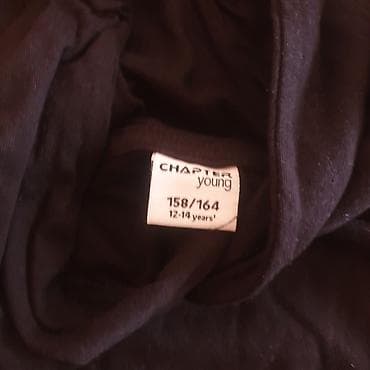 CHAPTER
young
158/164
12-14 years'